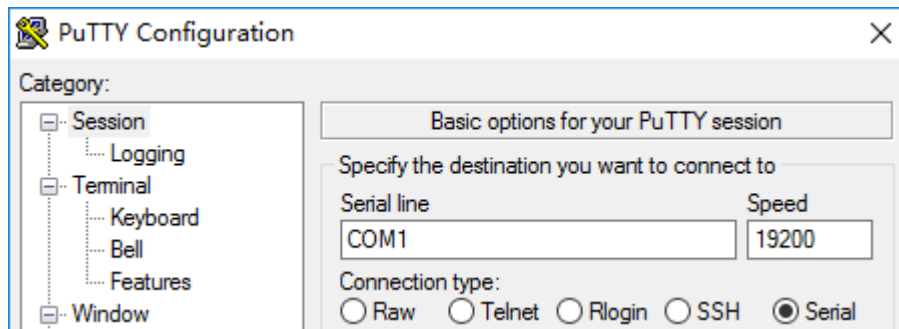 PuTTY Configuration
Category:
Session
Logging
Terminal
Keyboard
Bell
Features
Window
Basic options for your PuTTY session
Specify the destination you want to connect to
Serial line Speed
COM1 19200
Connection type:
Raw Telnet Rlogin SSH Serial